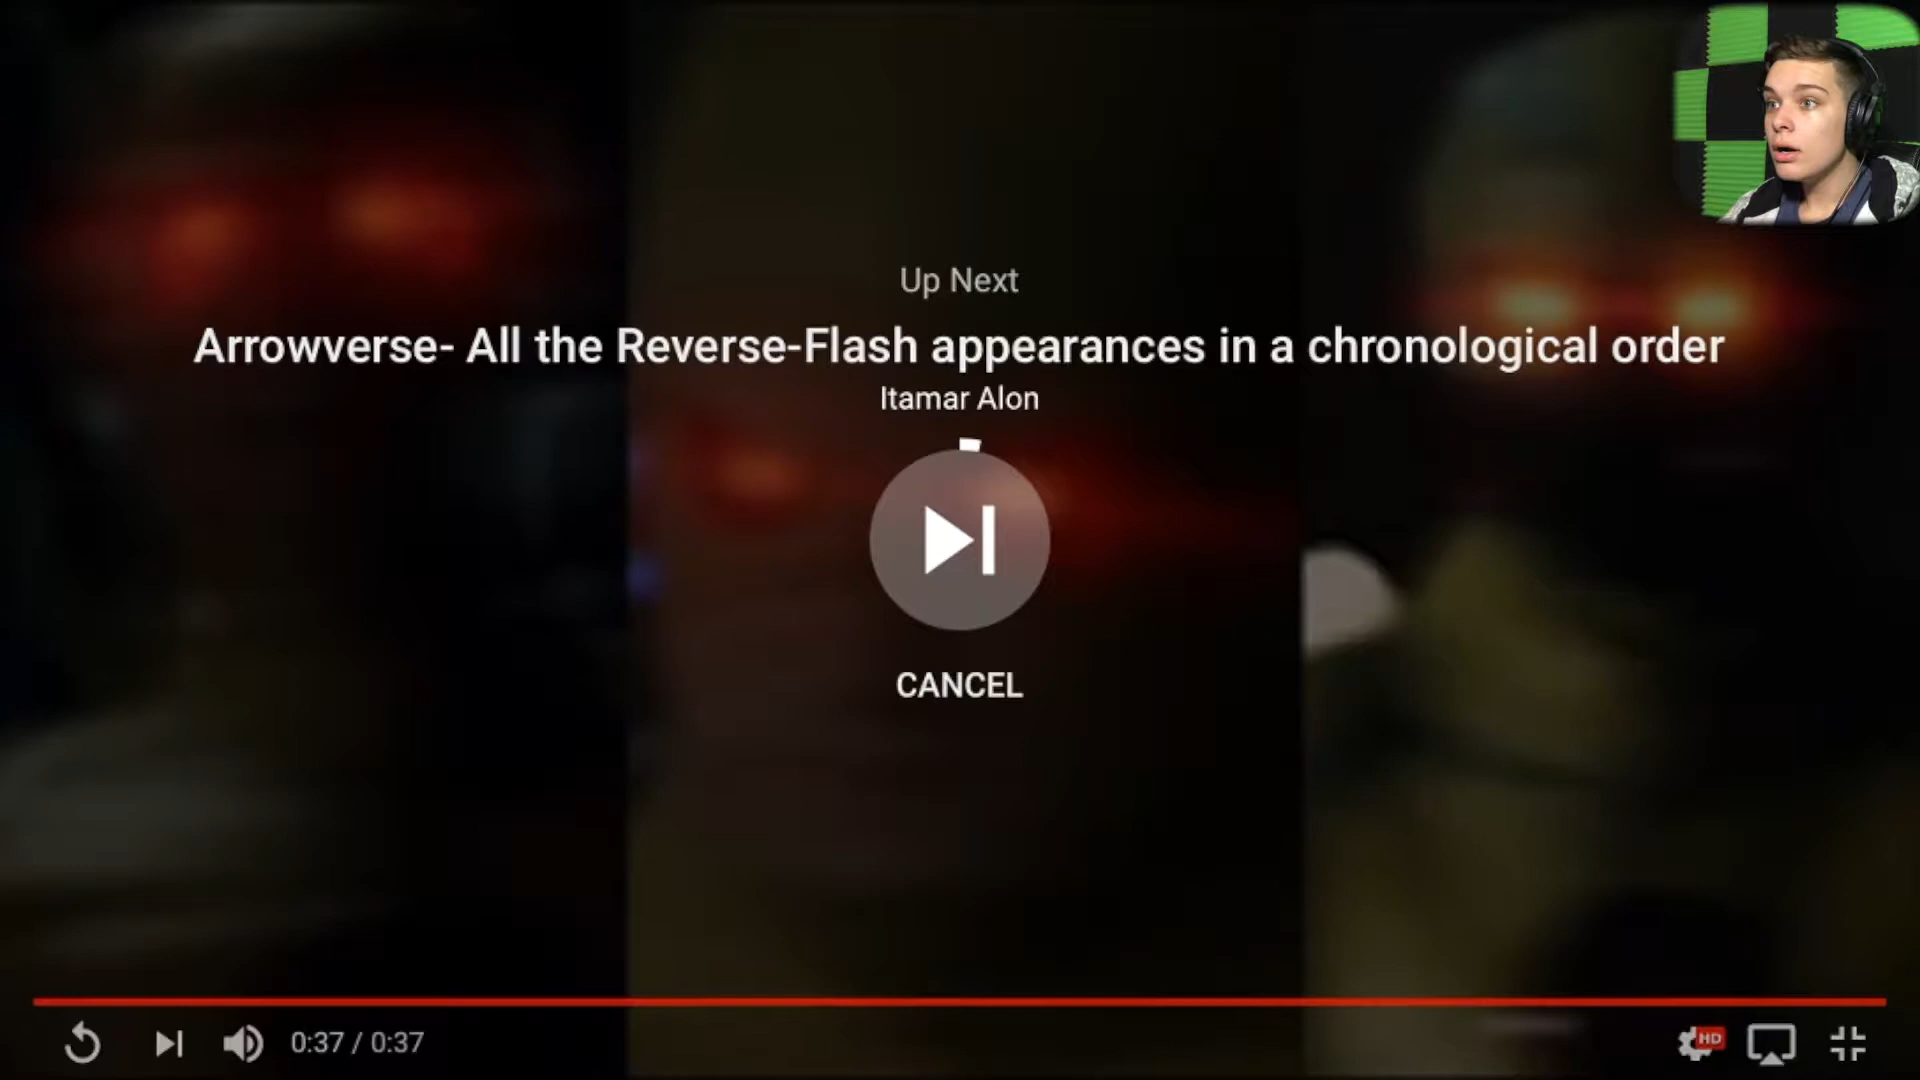 Up Next
Arrowverse- All the Reverse-Flash appearances in a chronological order
Itamar Alon
CANCEL
0:37 / 0:37
HD